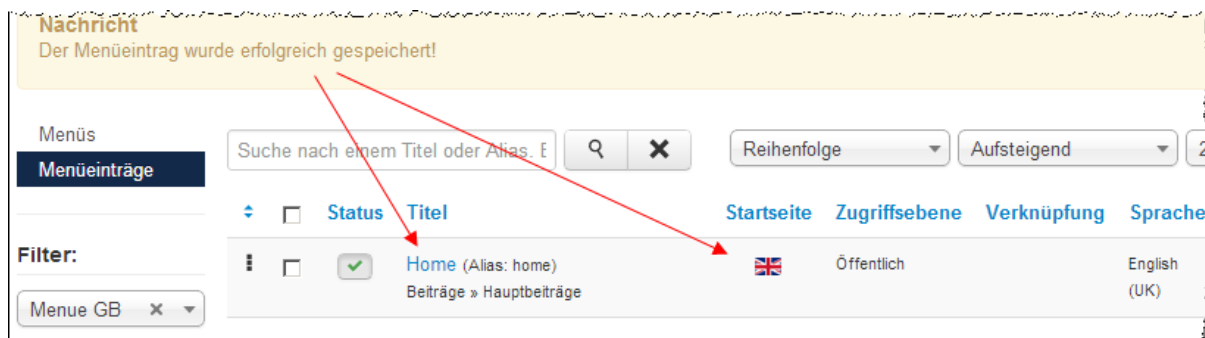 Nachricht
Der Menüeintrag wurde erfolgreich gespeichert!
Menüs
Menüeinträge
Suche nach einem Titel oder Alias. E
Reihenfolge
Aufsteigend
2
Status Titel Startseite Zugriffsebene Verknüpfung Sprache
Filter:
Home (Alias: home) Öffentlich English
Beiträge » Hauptbeiträge (UK)
Menue GB